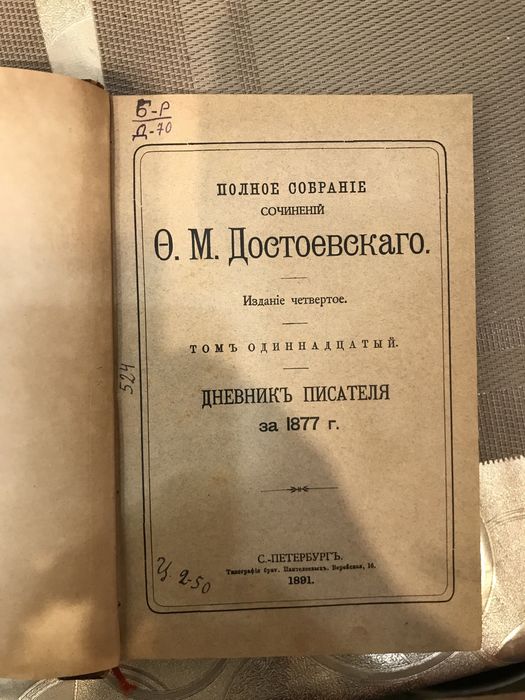 Б-Р
Д-70
ПОЛНОЕ СОБРАНІЕ
СОЧИНЕНІЙ
Ѳ. М. Достоевскаго.
Изданіе четвертое.
ТОМЪ ОДИННАДЦАТЫЙ.
ДНЕВНИКЪ ПИСАТЕЛЯ
за 1877 г.
524
Ц. 2-50
С.-ПЕТЕРБУРГЪ.
Типографія брат. Пантелеевыхъ. Верейская, 16.
1891.